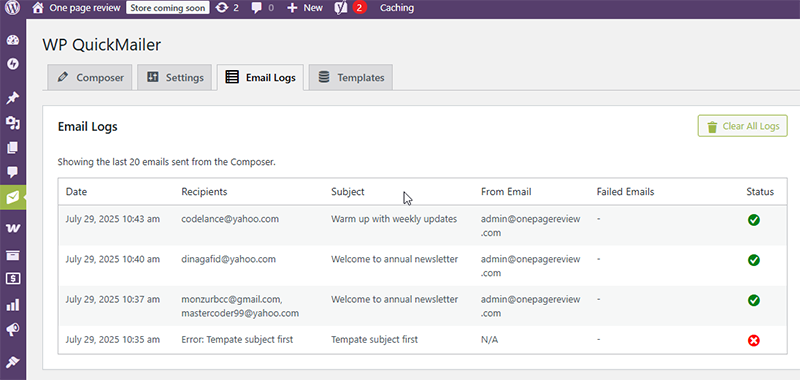 One page review Store coming soon 2 0 + New 2 Caching
WP QuickMailer
Composer Settings Email Logs Templates
Email Logs
Clear All Logs
Showing the last 20 emails sent from the Composer.
Date Recipients Subject From Email Failed Emails Status
July 29, 2025 10:43 am codelance@yahoo.com Warm up with weekly updates admin@onepagereview -
.com
July 29, 2025 10:40 am dinagafid@yahoo.com Welcome to annual newsletter admin@onepagereview -
.com
July 29, 2025 10:37 am monzurbcc@gmail.com, Welcome to annual newsletter admin@onepagereview -
mastercoder99@yahoo.com .com
July 29, 2025 10:35 am Error: Tempate subject first Tempate subject first N/A -